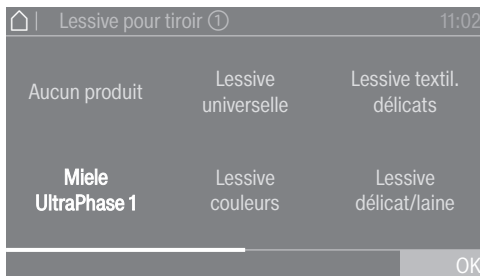 Lessive pour tiroir ① 11:02
Aucun produit
Lessive
universelle
Lessive textil.
délicats
Miele
UltraPhase 1
Lessive
couleurs
Lessive
délicat/laine
OK